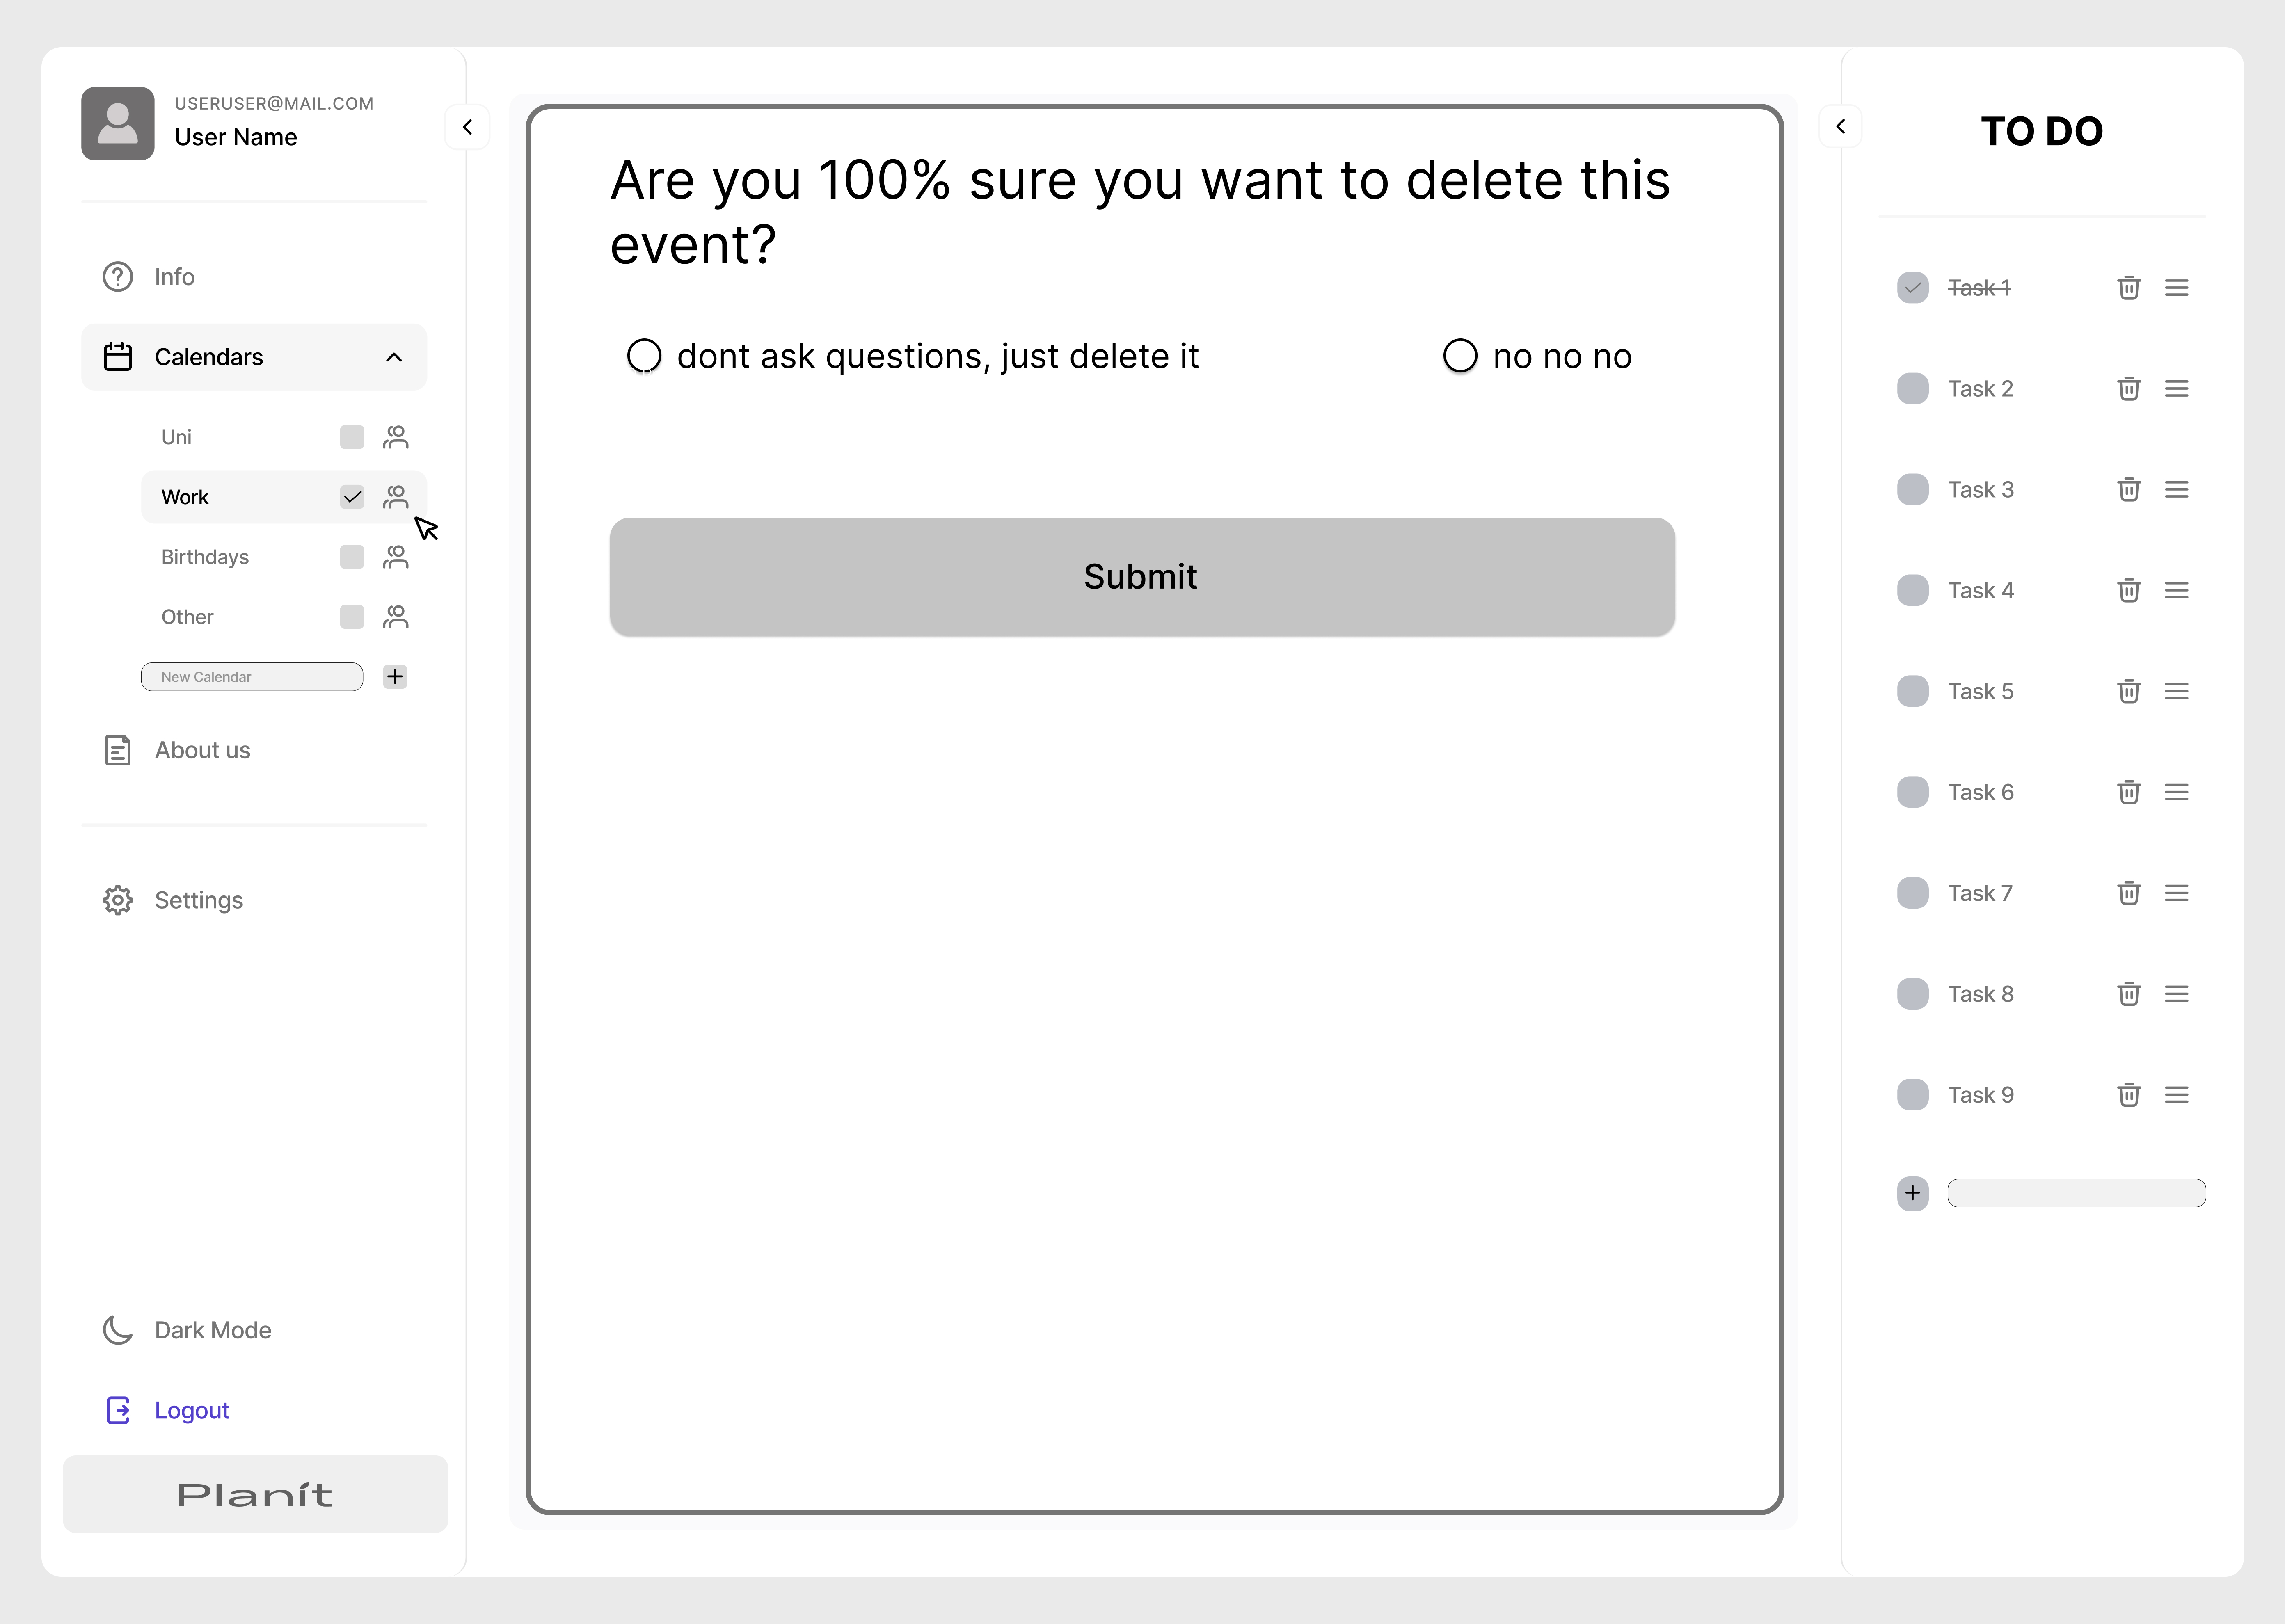 USERUSER@MAIL.COM
User Name
Info
Calendars
Uni
Work
Birthdays
Other
New Calendar
About us
Settings
Dark Mode
Logout
Planít
Are you 100% sure you want to delete this
event?
dont ask questions, just delete it
no no no
Submit
TO DO
Task 1
Task 2
Task 3
Task 4
Task 5
Task 6
Task 7
Task 8
Task 9